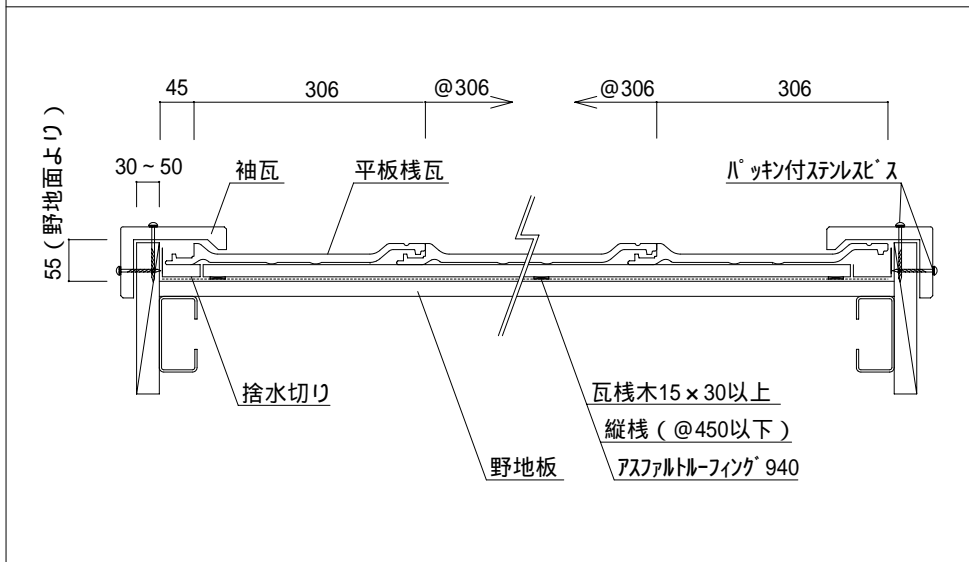 45
306
@306
@306
306
55(野地面より)
30~50
袖瓦
平板桟瓦
パッキン付ステンレスビス
捨水切り
瓦桟木15×30以上
縦桟(@450以下)
野地板
アスファルトルーフィング940